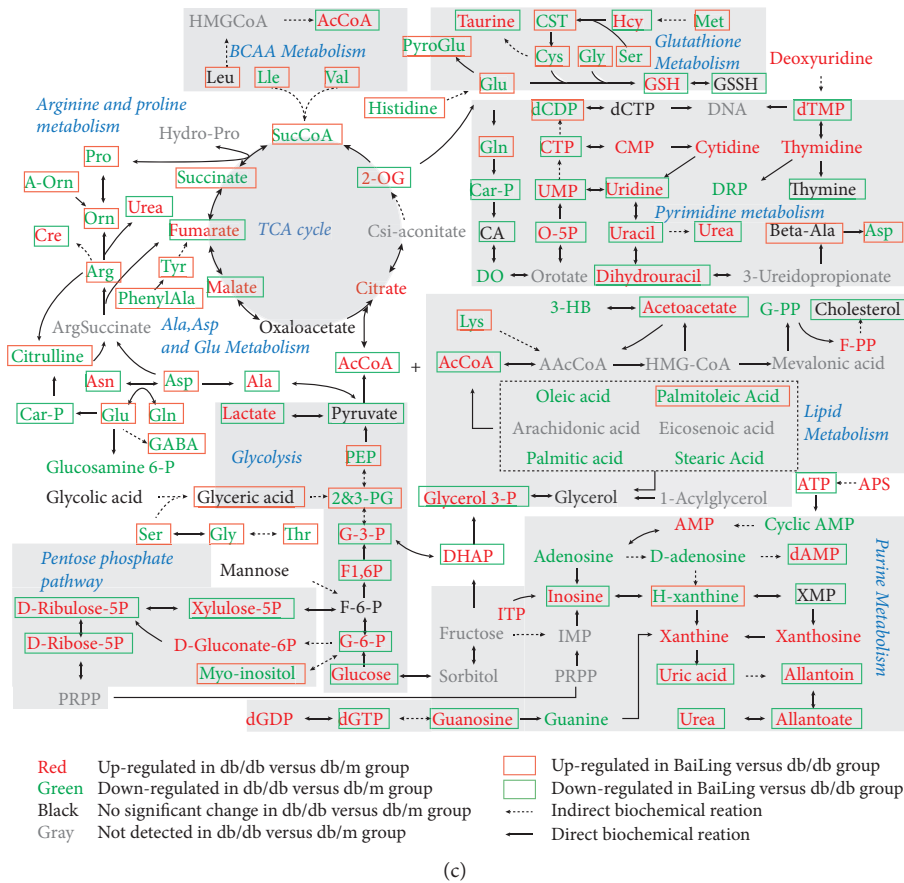 HMGCoA
AcCoA
BCAA Metabolism
Leu
Lle
Val
Taurine
CST
Hcy
Met
PyroGlu
Glutathione
Metabolism
Cys
Gly
Ser
Glu
GSH
GSSH
Deoxyuridine
Histidine
Arginine and proline
metabolism
Hydro-Pro
SucCoA
Pro
Succinate
2-OG
A-Orn
Orn
Urea
Cre
Fumarate
TCA cycle
Csi-aconitate
Arg
Tyr
PhenylAla
Malate
Citrate
ArgSuccinate
Ala,Asp
and Glu Metabolism
Oxaloacetate
Citrulline
Asn
Asp
Ala
AcCoA
+
Car-P
Glu
Gln
GABA
Glucosamine 6-P
Lactate
Pyruvate
Glycolysis
PEP
Glycolic acid
Glyceric acid
2&3-PG
Ser
Gly
Thr
G-3-P
DHAP
Pentose phosphate
pathway
Mannose
F1,6P
D-Ribulose-5P
Xylulose-5P
F-6-P
D-Ribose-5P
D-Gluconate-6P
G-6-P
Myo-inositol
Glucose
PRPP
Fructose
Sorbitol
dCDP
dCTP
DNA
dTMP
Gln
CTP
CMP
Cytidine
Thymidine
Car-P
UMP
Uridine
DRP
Thymine
Pyrimidine metabolism
CA
O-5P
Uracil
Urea
Beta-Ala
Asp
DO
Orotate
Dihydrouracil
3-Ureidopropionate
Lys
3-HB
Acetoacetate
G-PP
Cholesterol
F-PP
AcCoA
AAcCoA
HMG-CoA
Mevalonic acid
Oleic acid
Palmitoleic Acid
Arachidonic acid
Eicosenoic acid
Palmitic acid
Stearic Acid
Lipid
Metabolism
Glycerol 3-P
Glycerol
1-Acylglycerol
ATP
APS
AMP
Cyclic AMP
Adenosine
D-adenosine
dAMP
ITP
Inosine
H-xanthine
XMP
IMP
Xanthine
Xanthosine
PRPP
Uric acid
Allantoin
dGDP
dGTP
Guanosine
Guanine
Urea
Allantoate
Purine Metabolism
Red Up-regulated in db/db versus db/m group
Green Down-regulated in db/db versus db/m group
Black No significant change in db/db versus db/m group
Gray Not detected in db/db versus db/m group
Up-regulated in BaiLing versus db/db group
Down-regulated in BaiLing versus db/db group
Indirect biochemical reation
Direct biochemical reation
(c)